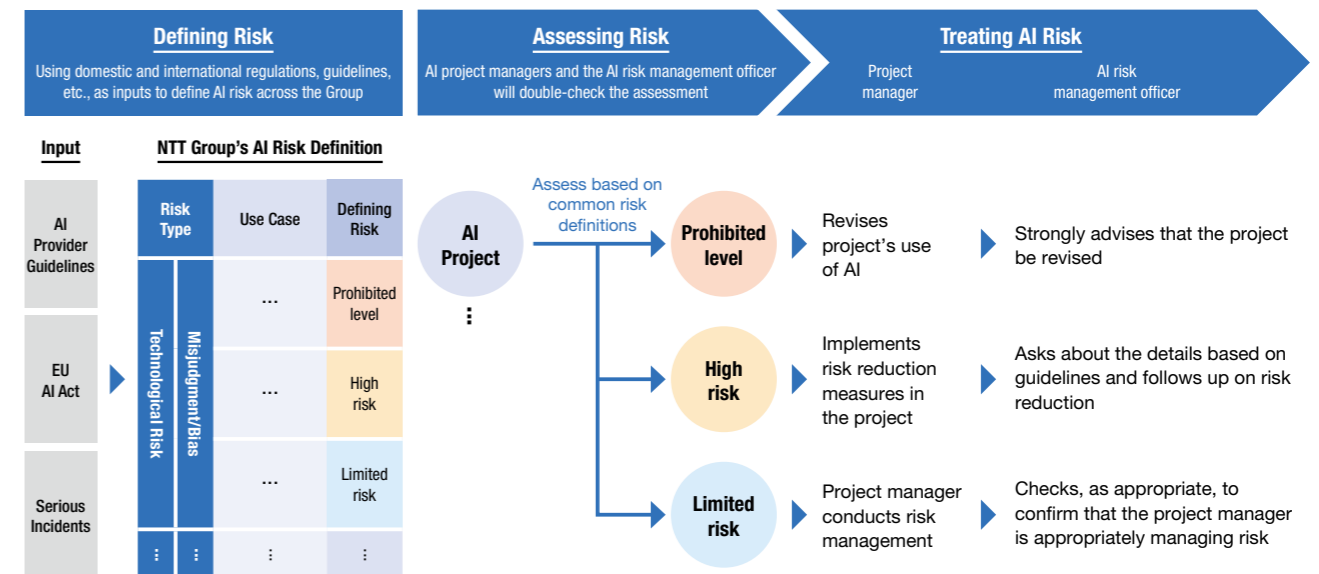 Defining Risk
Using domestic and international regulations, guidelines,
etc., as inputs to define AI risk across the Group
Assessing Risk
AI project managers and the AI risk management officer
will double-check the assessment
Treating AI Risk
Project
manager
AI risk
management officer
Input
AI
Provider
Guidelines
EU
AI Act
Serious
Incidents
NTT Group's AI Risk Definition
Risk
Type
Use Case
Defining
Risk
Technological Risk
Misjudgment/Bias
...
Prohibited
level
...
High
risk
...
Limited
risk
⋮
⋮
⋮
⋮
AI
Project
⋮
Assess based on
common risk
definitions
Prohibited
level
Revises
project's use
of AI
Strongly advises that the project
be revised
High
risk
Implements
risk reduction
measures in
the project
Asks about the details based on
guidelines and follows up on risk
reduction
Limited
risk
Project manager
conducts risk
management
Checks, as appropriate, to
confirm that the project manager
is appropriately managing risk